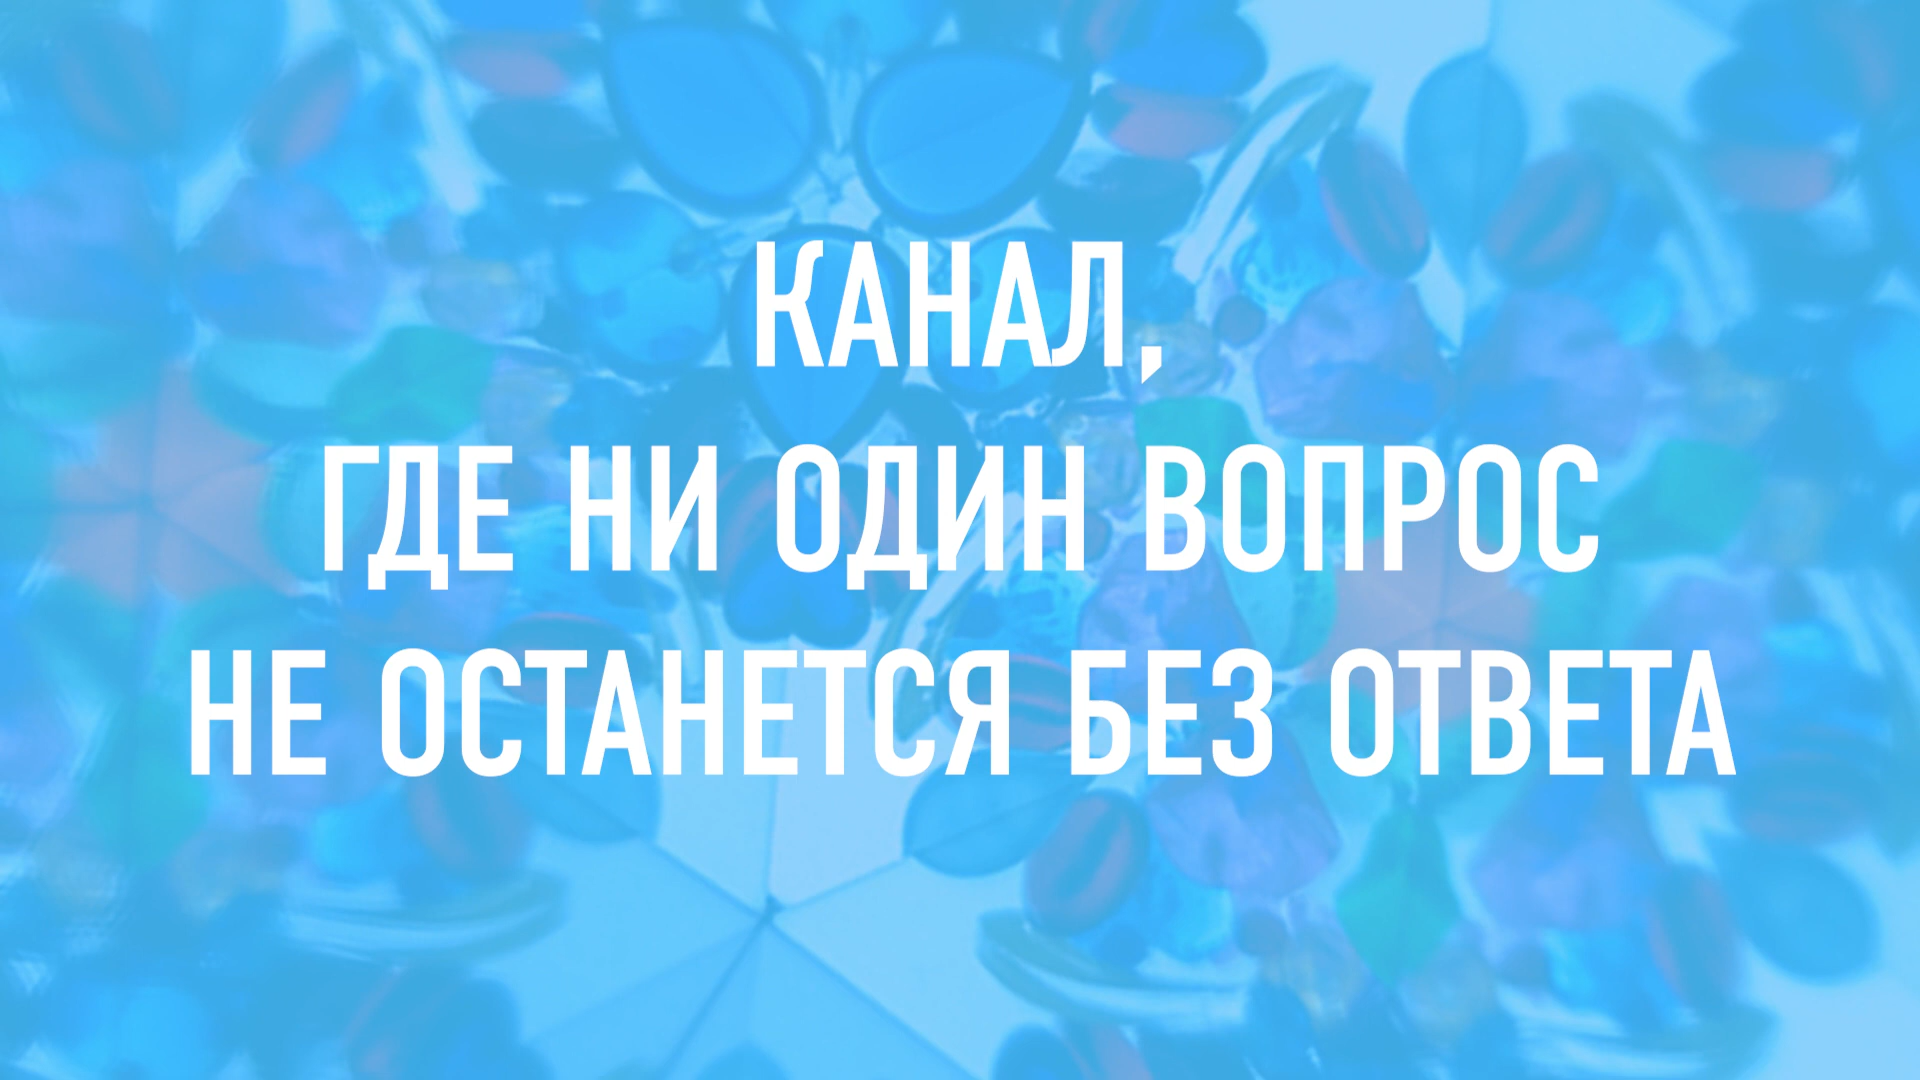 КАНАЛ,
ГДЕ НИ ОДИН ВОПРОС
НЕ ОСТАНЕТСЯ БЕЗ ОТВЕТА